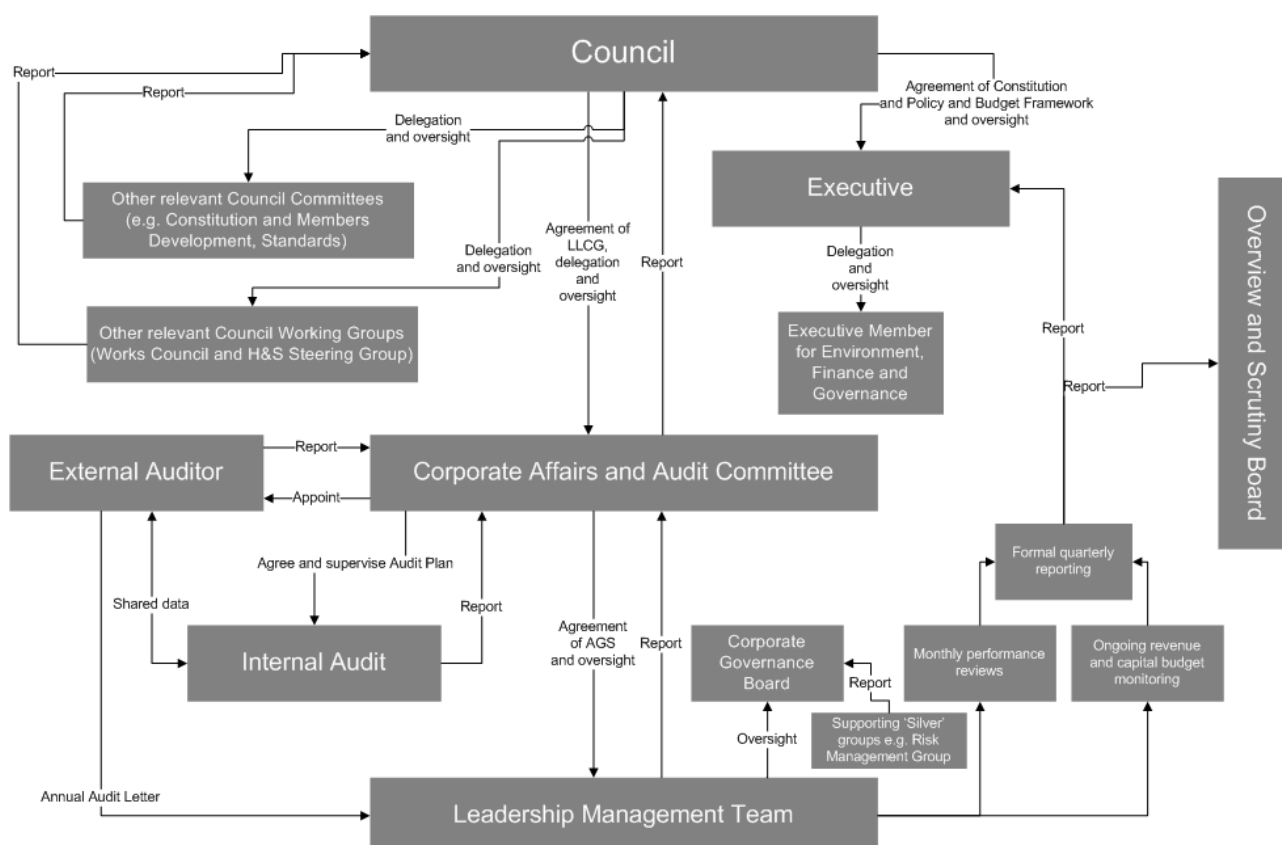 Council
Report
Report
Agreement of Constitution
and Policy and Budget Framework
and oversight
Delegation
and oversight
Executive
Other relevant Council Committees
(e.g. Constitution and Members
Development, Standards)
Overview and Scrutiny Board
Delegation
and oversight
Agreement of
LLCG,
delegation
and
oversight
Report
Delegation
and
oversight
Other relevant Council Working Groups
(Works Council and H&S Steering Group)
Executive Member
for Environment,
Finance and
Governance
Report
Report
External Auditor
Report
Appoint
Corporate Affairs and Audit Committee
Agree and supervise Audit Plan
Formal quarterly
reporting
Shared data
Report
Internal Audit
Agreement
of AGS
and oversight
Report
Corporate
Governance
Board
Monthly performance
reviews
Ongoing revenue
and capital budget
monitoring
Report
Supporting ‘Silver’
groups e.g. Risk
Management Group
Oversight
Annual Audit Letter
Leadership Management Team